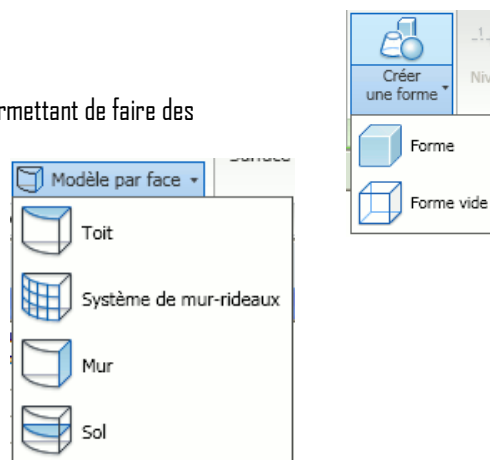 Créer
une forme
Forme
Forme vide
rmettant de faire des
Modèle par face
Toit
Système de mur-rideaux
Mur
Sol